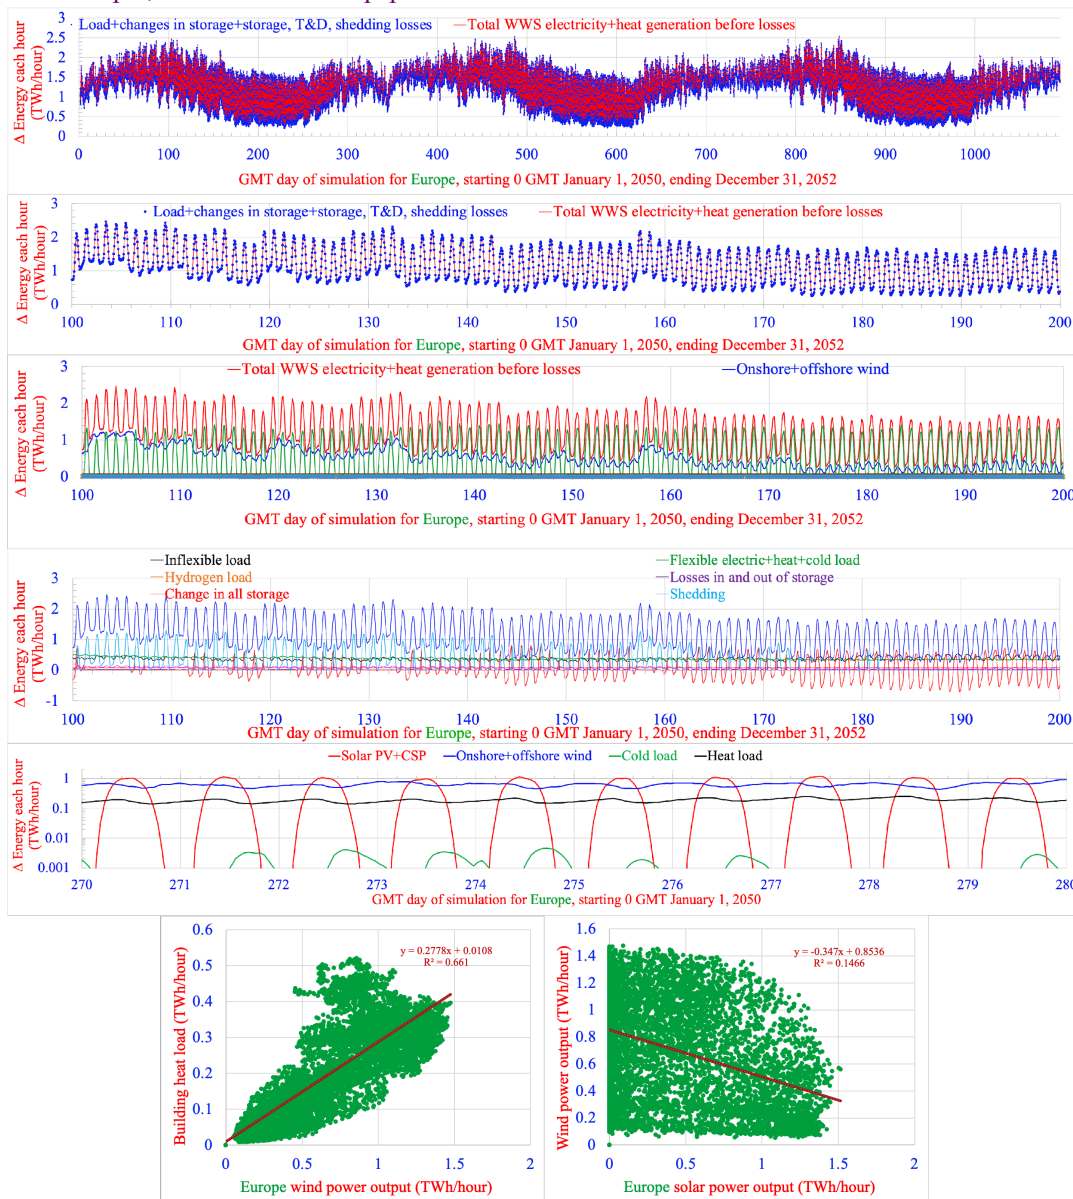 3
Load+changes in storage+storage, T&D, shedding losses
Total WWS electricity+heat generation before losses
2.5
2
1.5
1
0.5
0
Δ Energy each hour
(TWh/hour)
0 100 200 300 400 500 600 700 800 900 1000
GMT day of simulation for Europe, starting 0 GMT January 1, 2050, ending December 31, 2052
3
Load+changes in storage+storage, T&D, shedding losses
Total WWS electricity+heat generation before losses
2
1
0
Δ Energy each hour
(TWh/hour)
100 110 120 130 140 150 160 170 180 190 200
GMT day of simulation for Europe, starting 0 GMT January 1, 2050, ending December 31, 2052
3
Total WWS electricity+heat generation before losses
Onshore+offshore wind
2
1
0
Δ Energy each hour
(TWh/hour)
100 110 120 130 140 150 160 170 180 190 200
GMT day of simulation for Europe, starting 0 GMT January 1, 2050, ending December 31, 2052
Inflexible load
Flexible electric+heat+cold load
Hydrogen load
Losses in and out of storage
Change in all storage
Shedding
3
2
1
0
-1
Δ Energy each hour
(TWh/hour)
100 110 120 130 140 150 160 170 180 190 200
GMT day of simulation for Europe, starting 0 GMT January 1, 2050, ending December 31, 2052
Solar PV+CSP Onshore+offshore wind Cold load Heat load
1
0.1
0.01
0.001
Δ Energy each hour
(TWh/hour)
270 271 272 273 274 275 276 277 278 279 280
GMT day of simulation for Europe, starting 0 GMT January 1, 2050
0.6
0.5
0.4
0.3
0.2
0.1
0
Building heat load (TWh/hour)
y = 0.2778x + 0.0108
R² = 0.661
0 0.5 1 1.5 2
Europe wind power output (TWh/hour)
1.6
1.4
1.2
1
0.8
0.6
0.4
0.2
0
Wind power output (TWh/hour)
y = -0.347x + 0.8536
R² = 0.1466
0 0.5 1 1.5 2
Europe solar power output (TWh/hour)